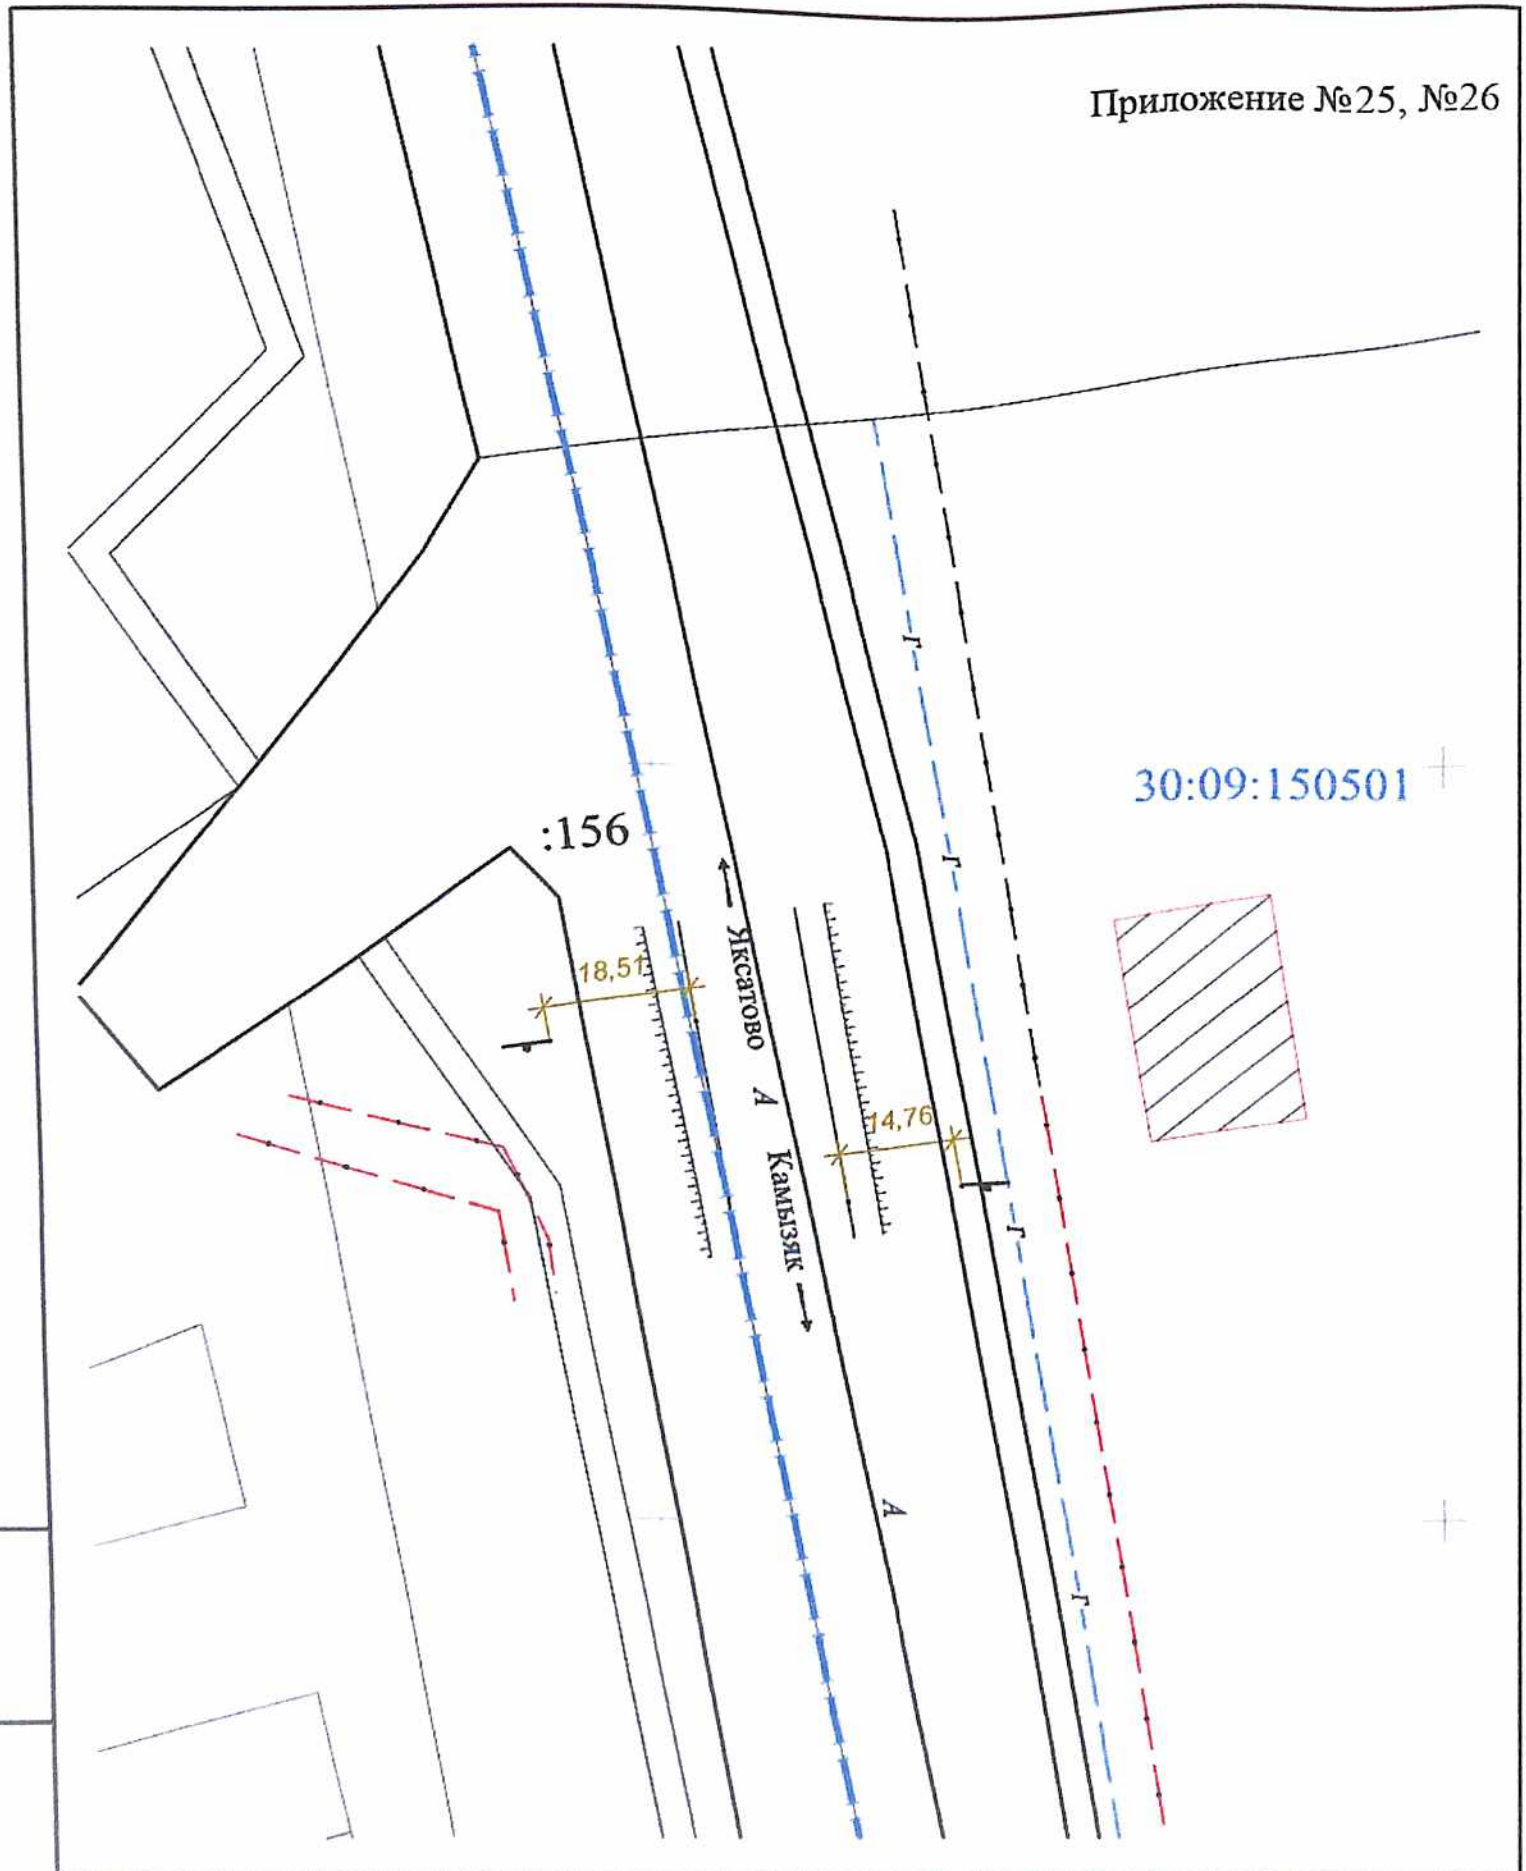 Приложение №25, №26
Г
30:09:150501
:156
Г
← Яксатово А Камызяк →
18,51
14,76
Г
А
Г